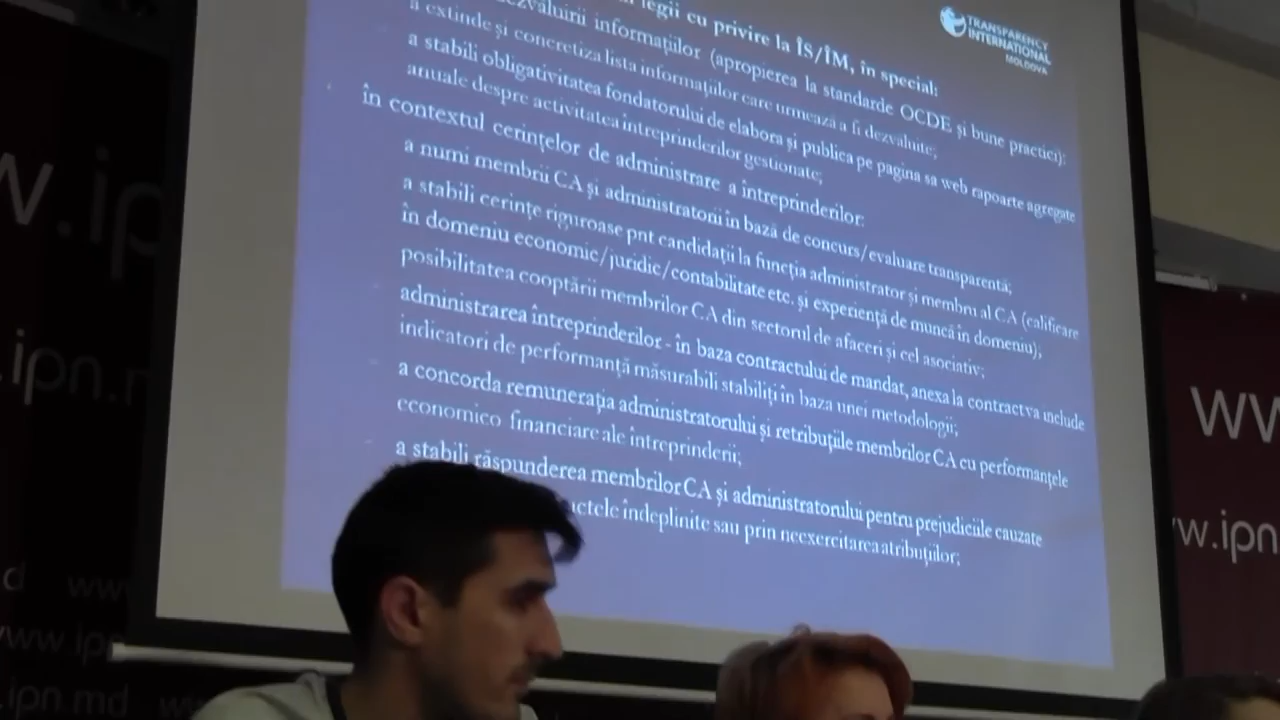 legii cu privire la ÎS/ÎM, în special:
dezvăluirii informațiilor (apropierea la standarde OCDE și bune practici):
a extinde și concretiza lista informațiilor care urmează a fi dezvăluite;
a stabili obligativitatea fondatorului de elabora și publica pe pagina sa web rapoarte agregate
anuale despre activitatea întreprinderilor gestionate;
în contextul cerințelor de administrare a întreprinderilor:
a numi membrii CA și administratorii în bază de concurs/evaluare transparentă;
a stabili cerințe riguroase pnt candidații la funcția administrator și membru al CA (calificare
în domeniu economic/juridic/contabilitate etc. și experiență de muncă în domeniu);
posibilitatea cooptării membrilor CA din sectorul de afaceri și cel asociativ;
administrarea întreprinderilor - în baza contractului de mandat, anexa la contract va include
indicatori de performanță măsurabili stabiliți în baza unei metodologii;
a concorda remunerația administratorului și retribuțiile membrilor CA cu performanțele
economico financiare ale întreprinderii;
a stabili răspunderea membrilor CA și administratorului pentru prejudiciile cauzate
îndeplinite sau prin neexercitarea atribuțiilor;
TRANSPARENCY
INTERNATIONAL
MOLDOVA
w.ip
.ipn.m
d www
www.ip
.ipn.md w
ww
w.ipn